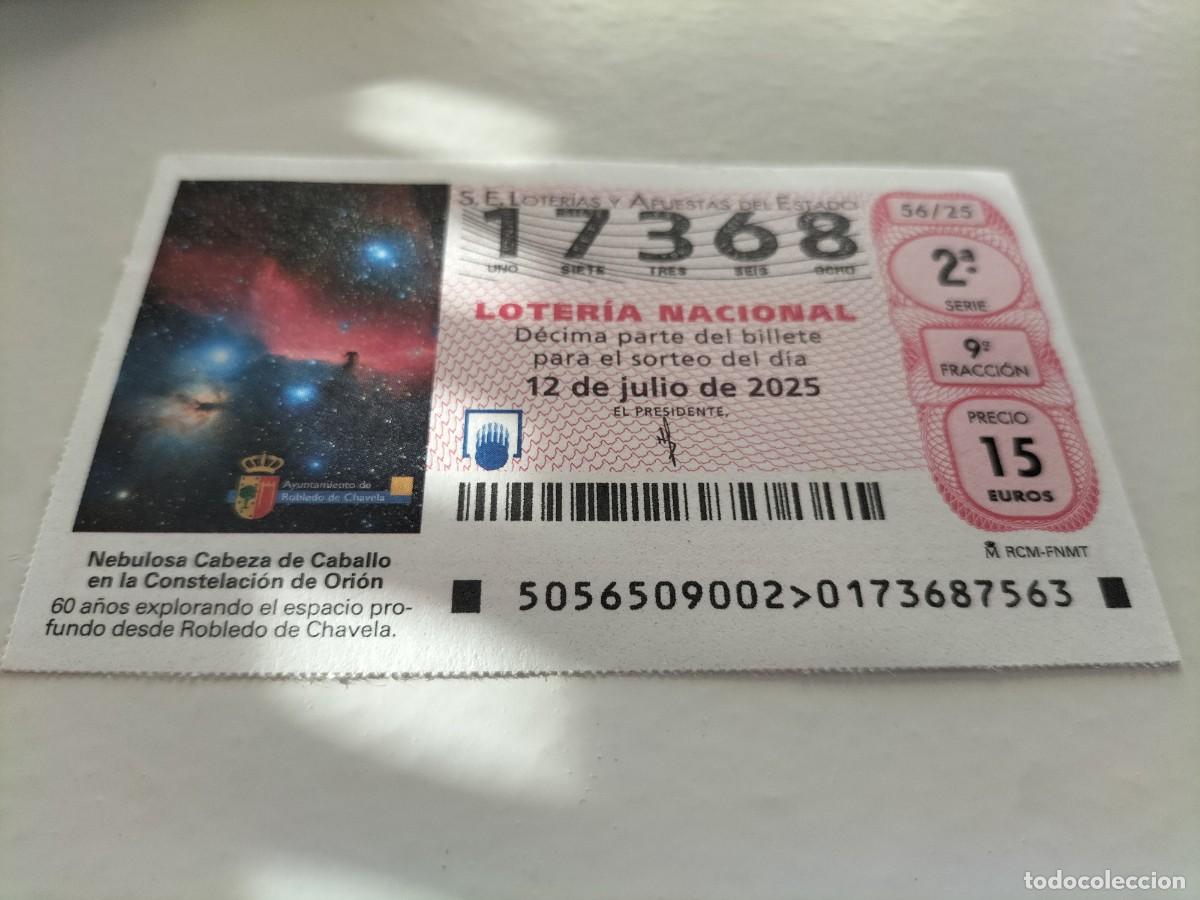 S. E. LOTERÍAS Y APUESTAS DEL ESTADO
17368
UNO SIETE TRES SEIS OCHO
LOTERÍA NACIONAL
Décima parte del billete
para el sorteo del día
12 de julio de 2025
EL PRESIDENTE,
56/25
2ª
SERIE
9ª
FRACCIÓN
PRECIO
15
EUROS
RCM-FNMT
Ayuntamiento de
Robledo de Chavela
Nebulosa Cabeza de Caballo
en la Constelación de Orión
60 años explorando el espacio pro-
fundo desde Robledo de Chavela.
5056509002>0173687563
todocoleccion